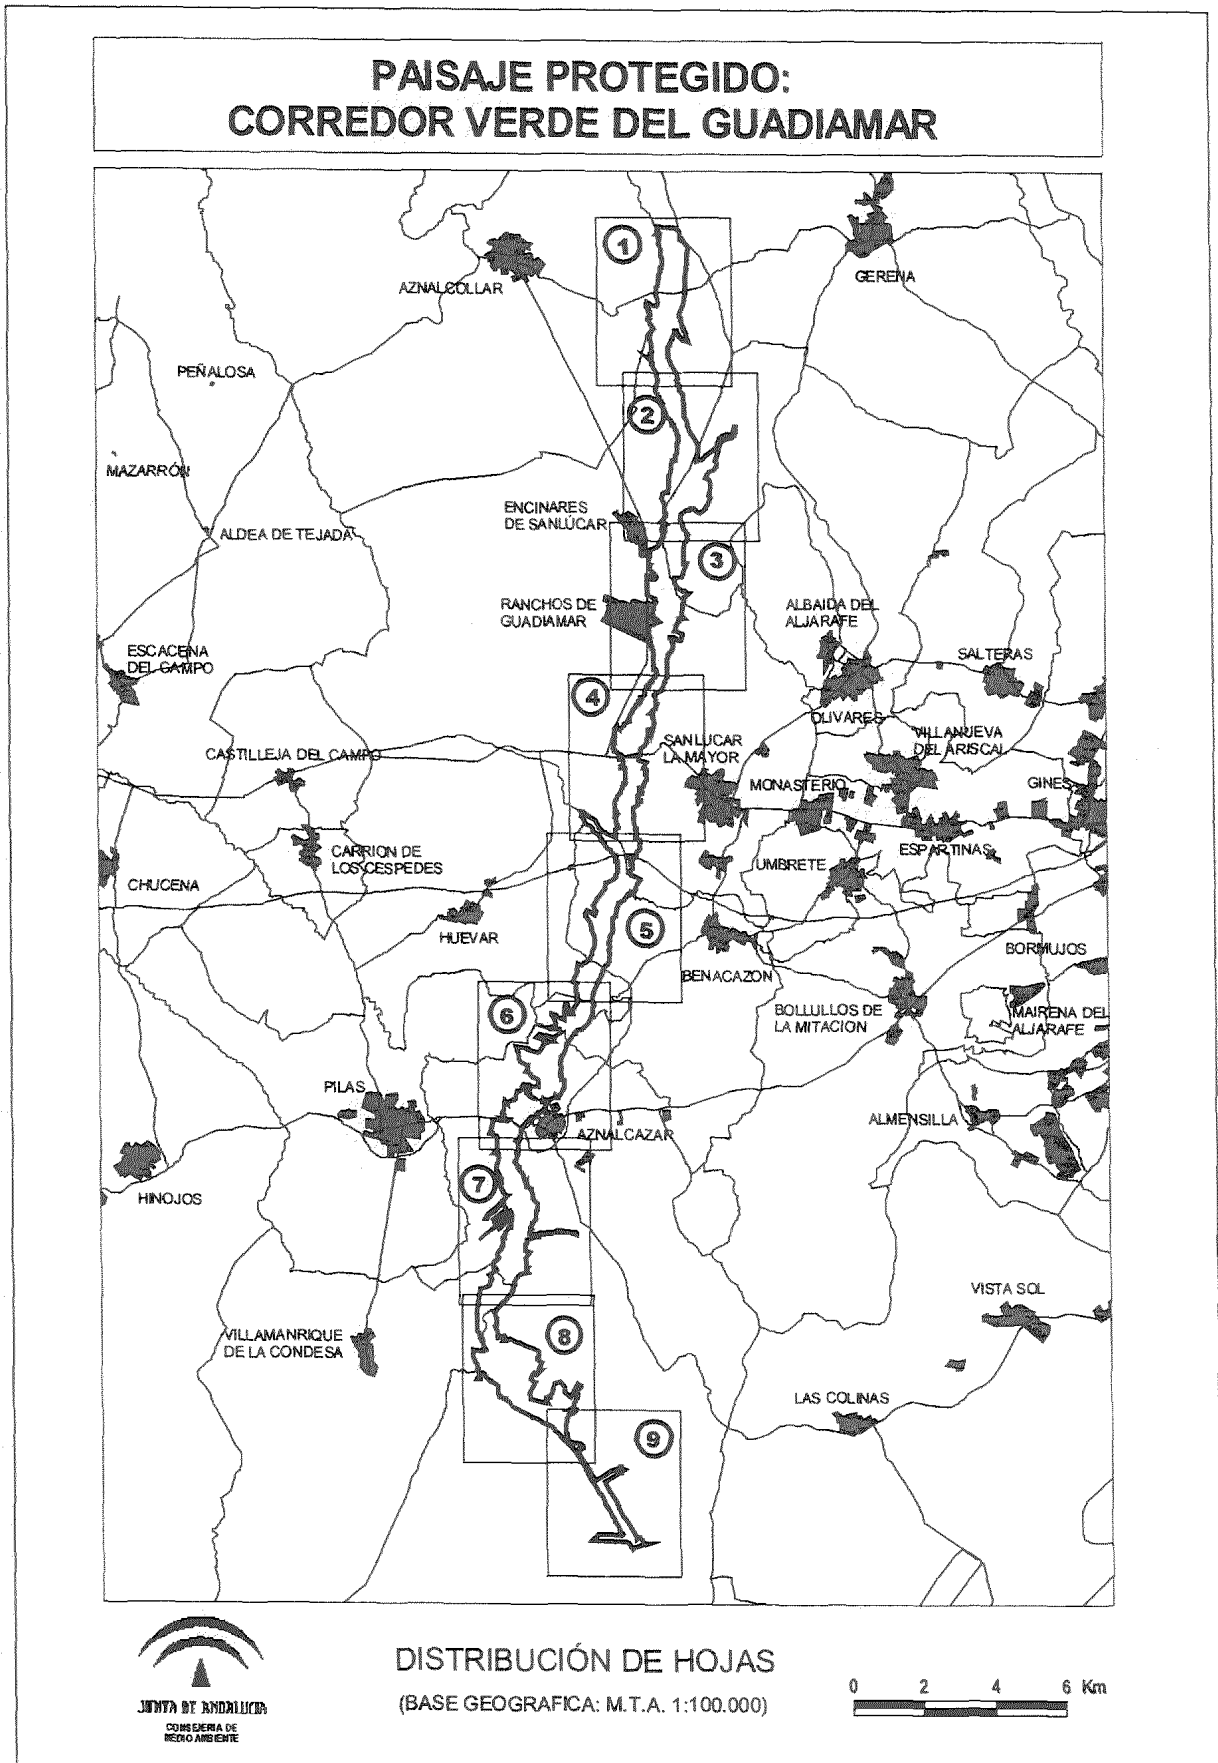 PAISAJE PROTEGIDO:
CORREDOR VERDE DEL GUADIAMAR
1
AZNALCOLLAR
GERENA
PEÑALOSA
2
MAZARRÓN
ENCINARES
DE SANLÚCAR
ALDEA DE TEJADA
3
RANCHOS DE
GUADIAMAR
ALBAIDA DEL
ALJARAFE
ESCACENA
DEL CAMPO
SALTERAS
4
OLIVARES
SANLUCAR
LA MAYOR
VILLANUEVA
DEL ARISCAL
CASTILLEJA DEL CAMPO
MONASTERIO
GINES
CARRION DE
LOS CESPEDES
ESPARTINAS
UMBRETE
CHUCENA
HUEVAR
5
BORMUJOS
BENACAZON
6
BOLLULLOS DE
LA MITACION
MAIRENA DEL
ALJARAFE
PILAS
AZNALCAZAR
ALMENSILLA
7
HINOJOS
VISTA SOL
VILLAMANRIQUE
DE LA CONDESA
8
LAS COLINAS
9
JUNTA DE ANDALUCIA
CONSEJERIA DE
MEDIO AMBIENTE
DISTRIBUCIÓN DE HOJAS
(BASE GEOGRAFICA: M.T.A. 1:100.000)
0 2 4 6 Km